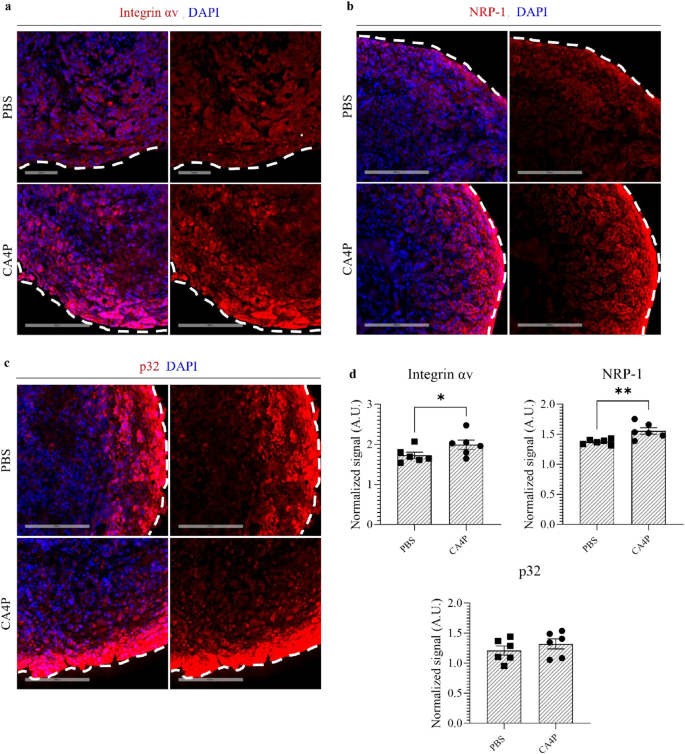 a
Integrin αv , DAPI
PBS
CA4P
b
NRP-1 , DAPI
PBS
CA4P
c
p32 DAPI
PBS
CA4P
d
Integrin αv
*
Normalized signal (A.U.)
3
2
1
0
PBS
CA4P
NRP-1
**
Normalized signal (A.U.)
2.0
1.5
1.0
0.5
0.0
PBS
CA4P
p32
Normalized signal (A.U.)
2.0
1.5
1.0
0.5
0.0
PBS
CA4P